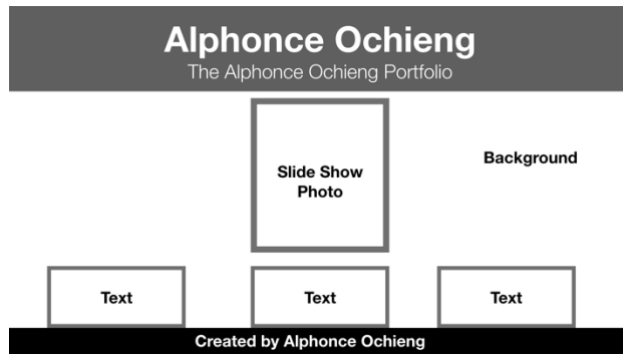 Alphonce Ochieng
The Alphonce Ochieng Portfolio
Slide Show
Photo
Background
Text
Text
Text
Created by Alphonce Ochieng